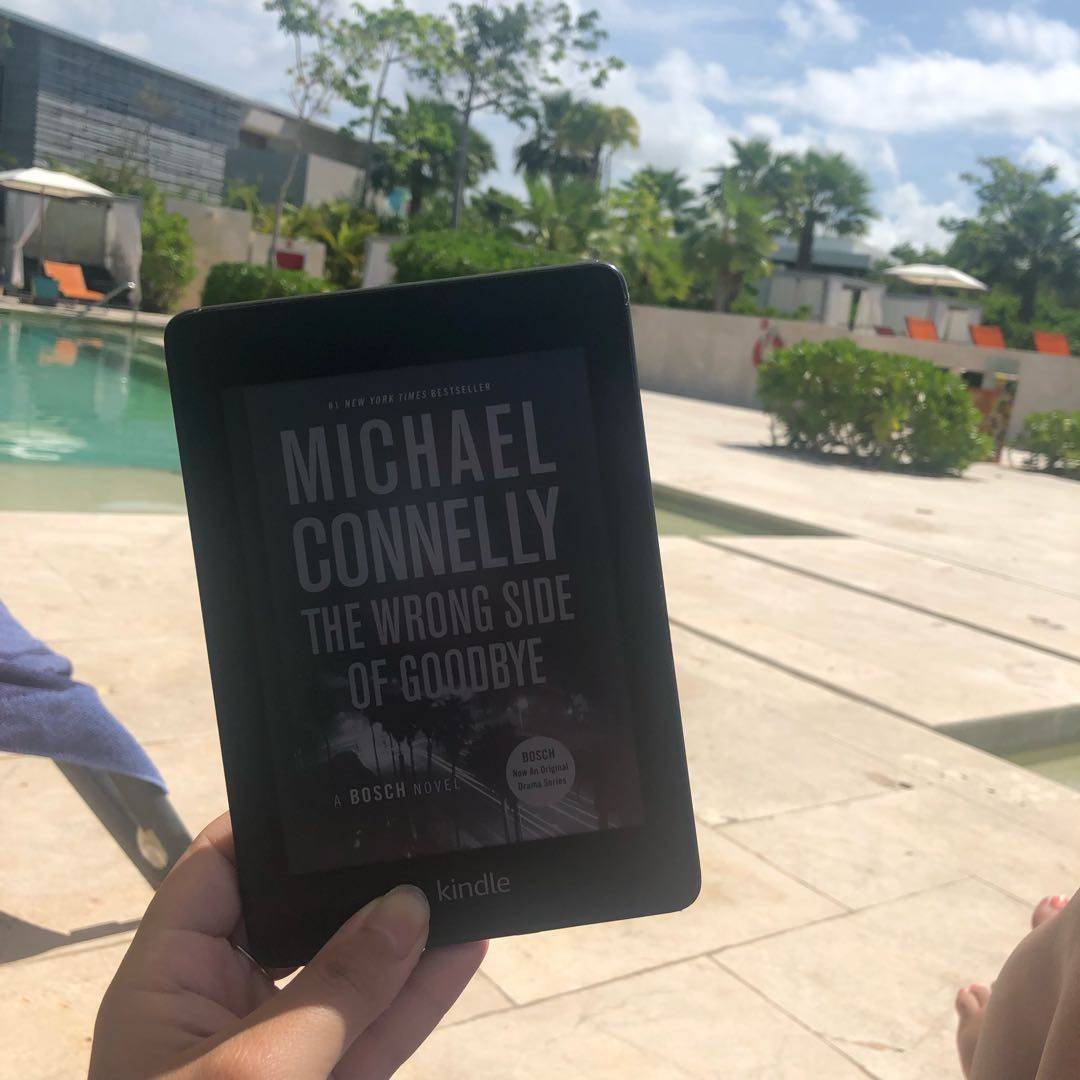 #1 NEW YORK TIMES BESTSELLER
MICHAEL
CONNELLY
THE WRONG SIDE
OF GOODBYE
BOSCH
Now An Original
Drama Series
A BOSCH NOVEL
kindle